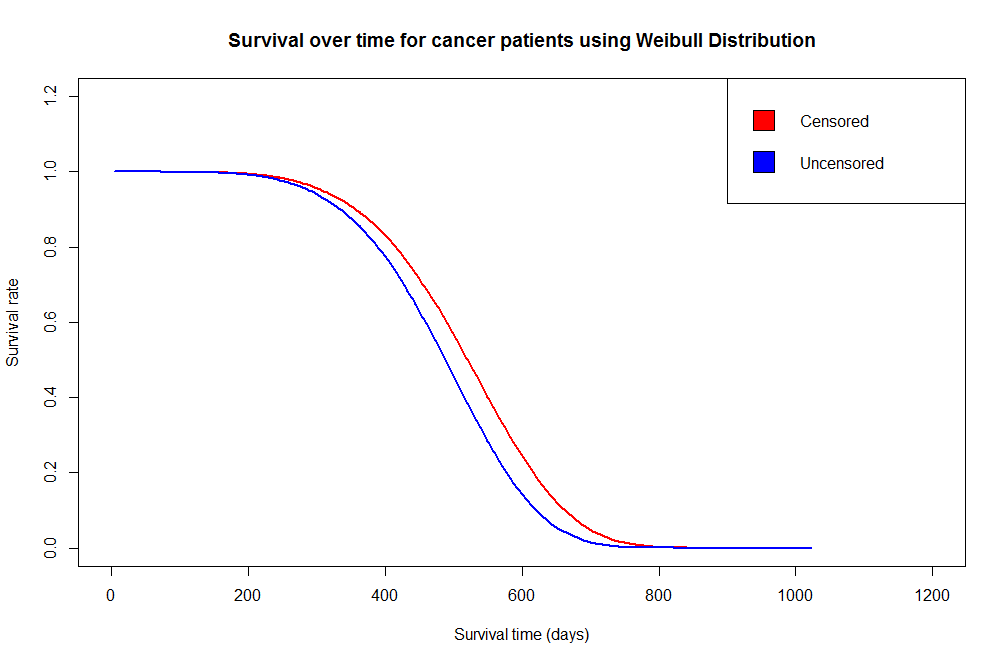 Survival over time for cancer patients using Weibull Distribution
Censored
Uncensored
1.2
1.0
0.8
0.6
0.4
0.2
0.0
Survival rate
0 200 400 600 800 1000 1200
Survival time (days)